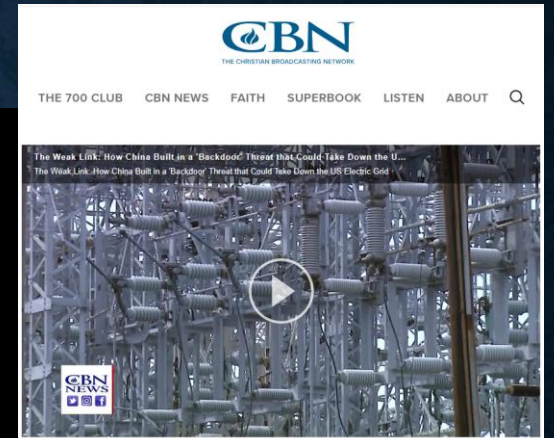 CBN
THE CHRISTIAN BROADCASTING NETWORK
THE 700 CLUB CBN NEWS FAITH SUPERBOOK LISTEN ABOUT
The Weak Link: How China Built in a 'Backdoor' Threat that Could Take Down the U...
The Weak Link: How China Built in a 'Backdoor' Threat that Could Take Down the US Electric Grid
CBN
NEWS